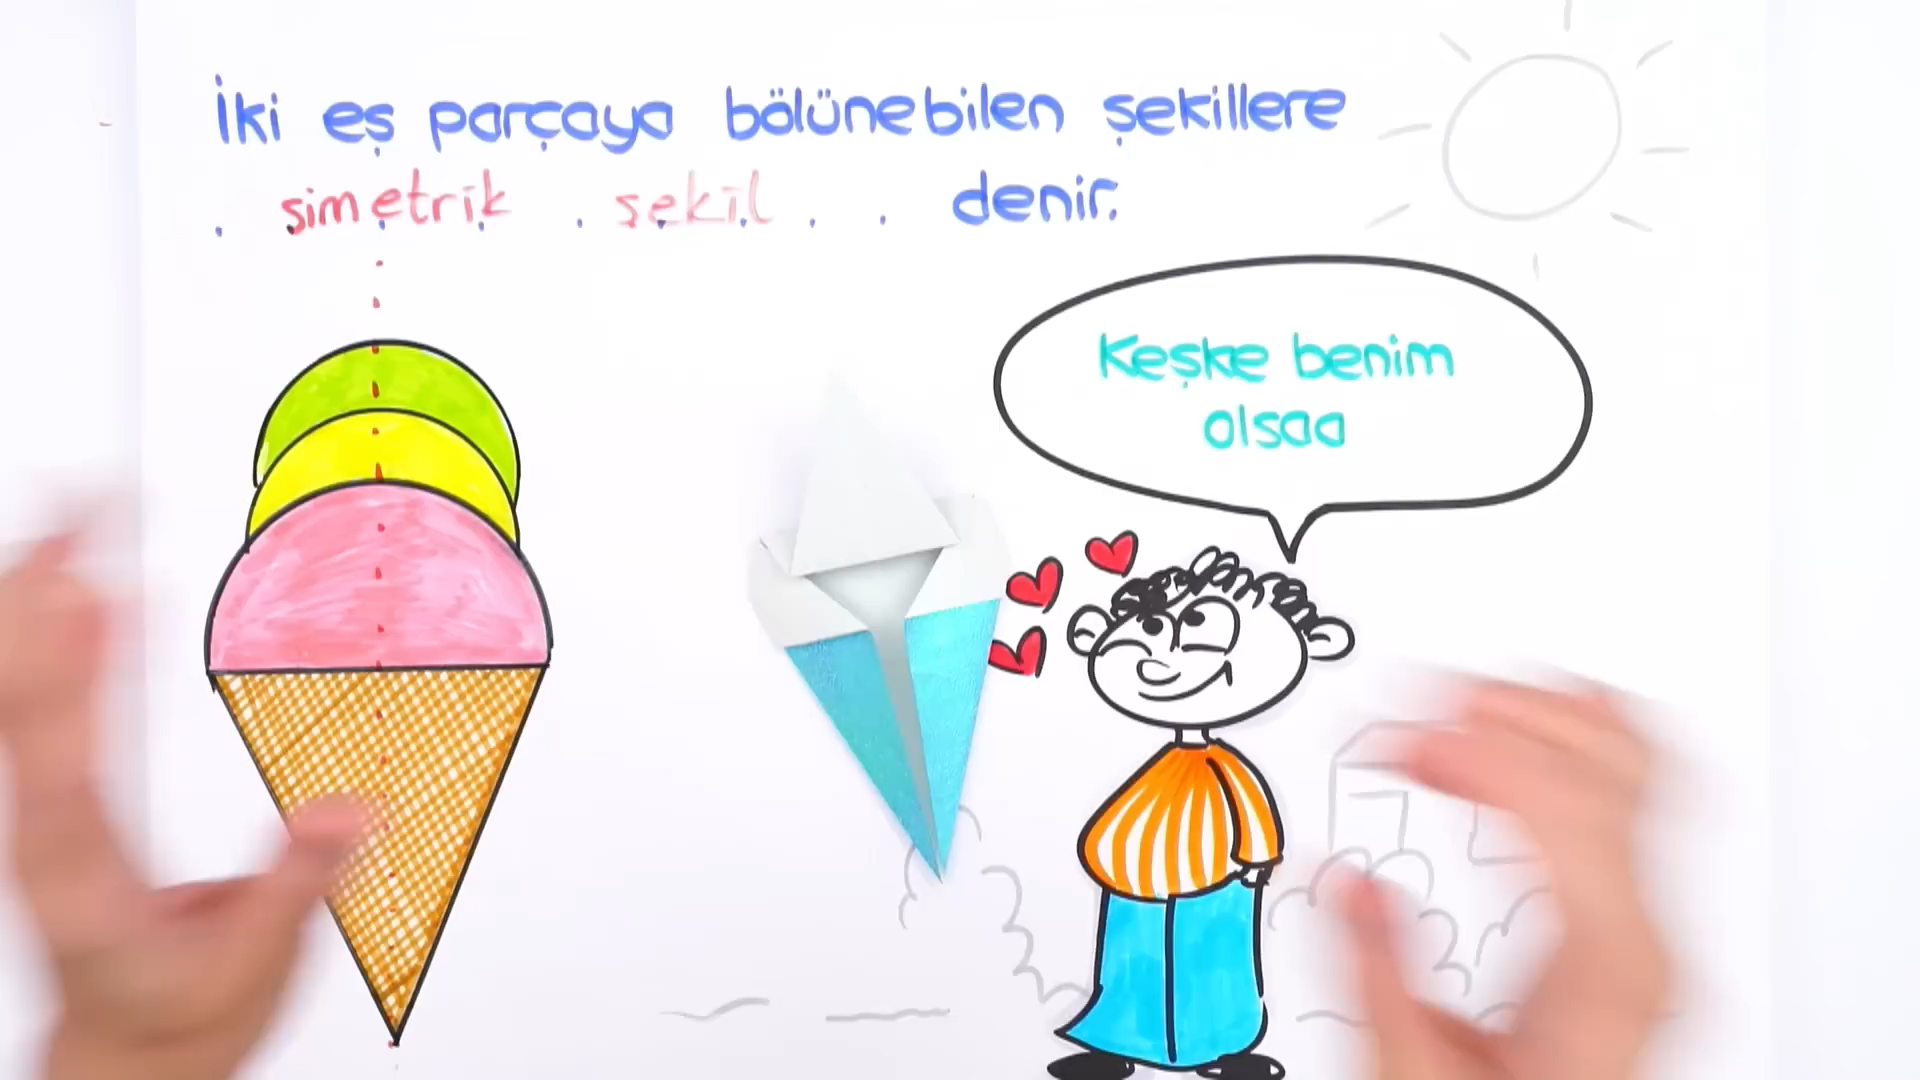 İki eş parçaya bölünebilen şekillere
. simetrik . şekil . . denir.
Keşke benim
olsaa